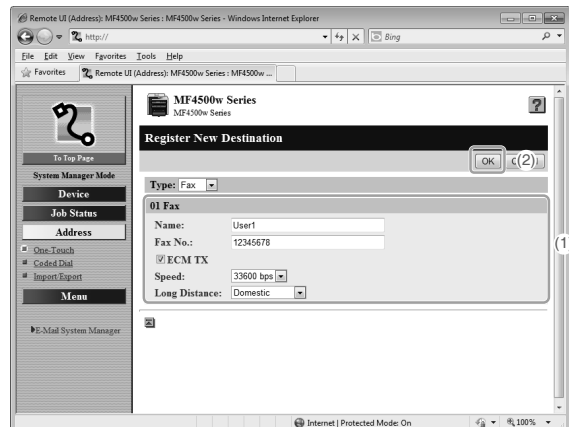 Remote UI (Address): MF4500w Series : MF4500w Series - Windows Internet Explorer
http://
Bing
File Edit View Favorites Tools Help
Favorites Remote UI (Address): MF4500w Series : MF4500w ...
MF4500w Series
MF4500w Series
Register New Destination
OK (2)
To Top Page
System Manager Mode
Device
Job Status
Address
One-Touch
Coded Dial
Import/Export
Menu
E-Mail System Manager
Type: Fax
01 Fax
Name: User1
Fax No.: 12345678
ECM TX
Speed: 33600 bps
Long Distance: Domestic
(1
Internet | Protected Mode: On 100%